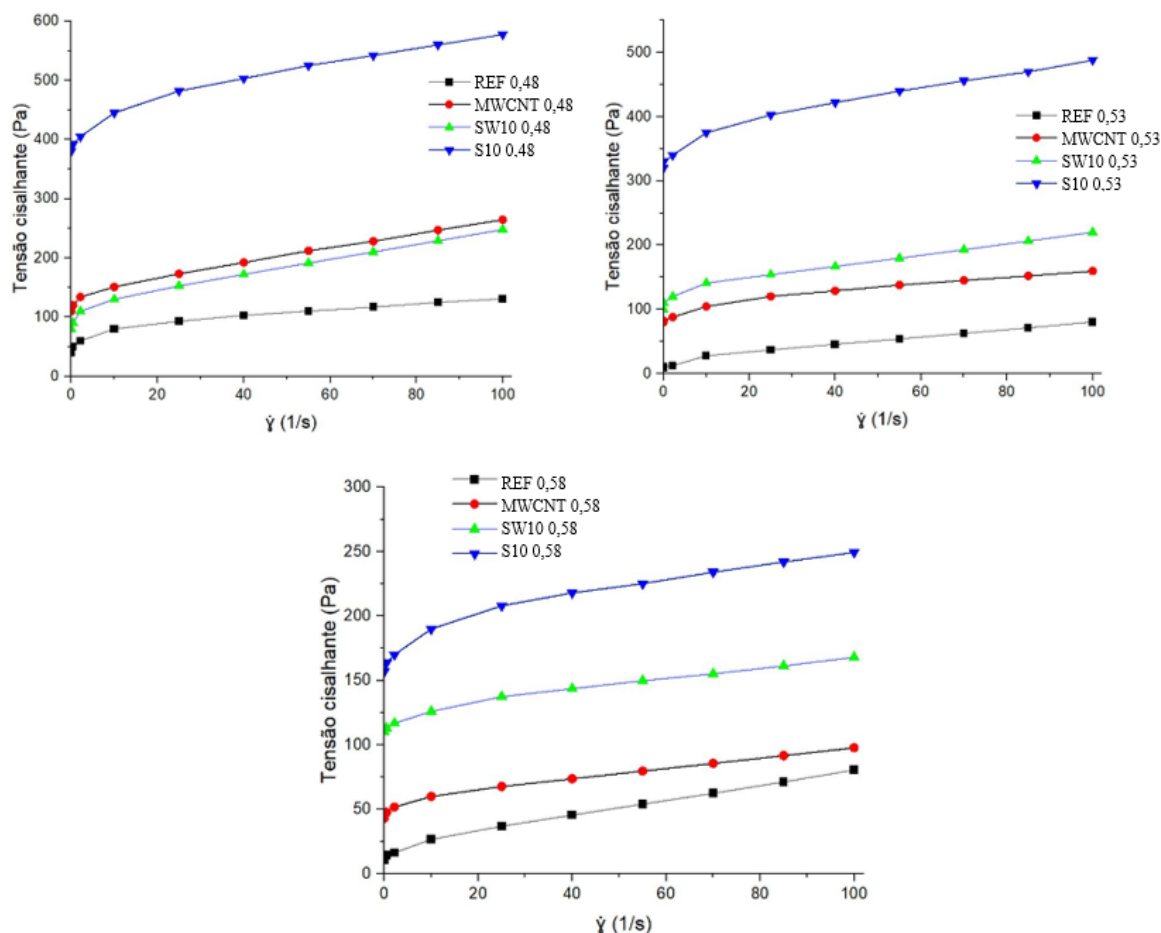 600
500
400
300
200
100
0
Tensão cisalhante (Pa)
REF 0,48
MWCNT 0,48
SW10 0,48
S10 0,48
0 20 40 60 80 100
γ̇ (1/s)
500
400
300
200
100
0
Tensão cisalhante (Pa)
REF 0,53
MWCNT 0,53
SW10 0,53
S10 0,53
0 20 40 60 80 100
γ̇ (1/s)
300
250
200
150
100
50
0
Tensão cisalhante (Pa)
REF 0,58
MWCNT 0,58
SW10 0,58
S10 0,58
0 20 40 60 80 100
γ̇ (1/s)